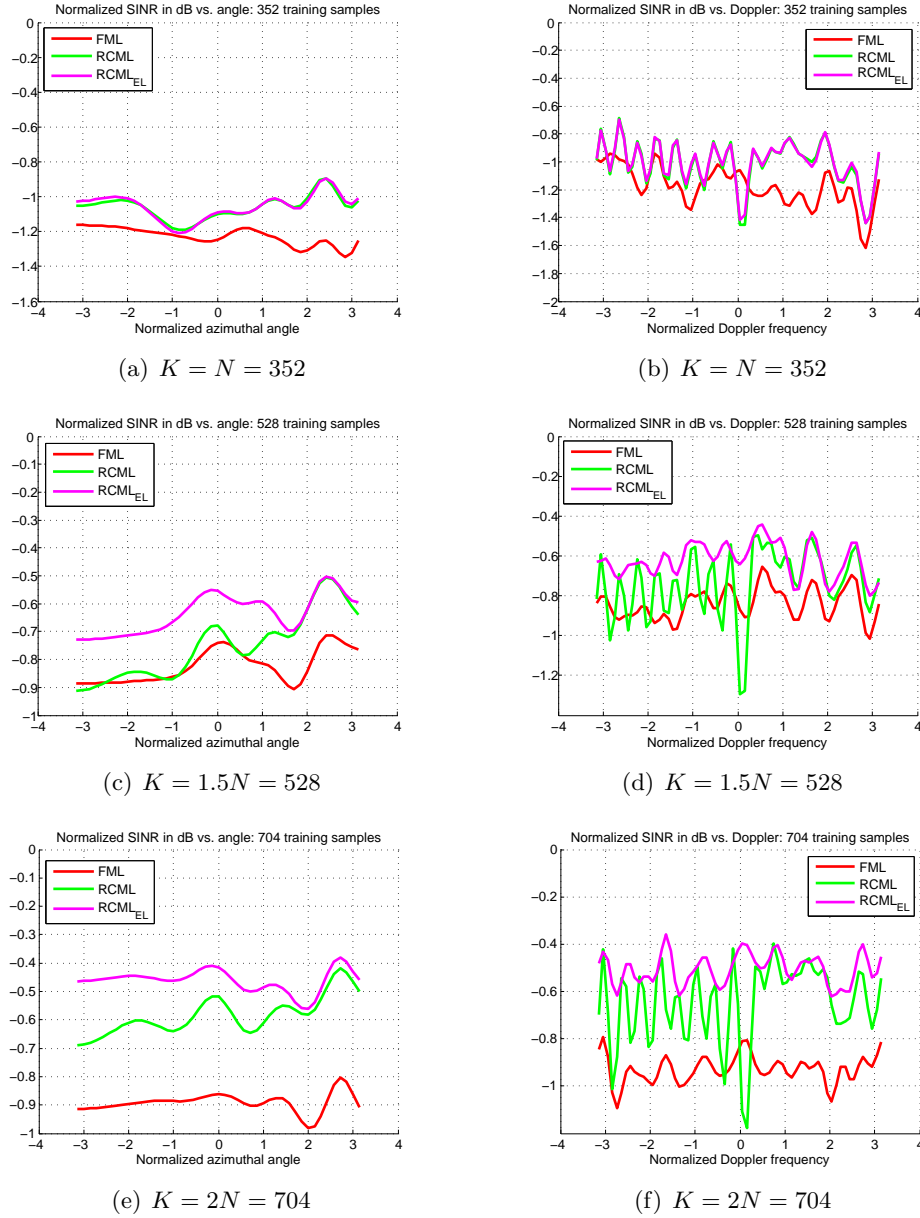 Normalized SINR in dB vs. angle: 352 training samples
0
−0.2
−0.4
−0.6
−0.8
−1
−1.2
−1.4
−1.6
−4 −3 −2 −1 0 1 2 3 4
Normalized azimuthal angle
FML
RCML
RCML_EL
(a) K = N = 352
Normalized SINR in dB vs. Doppler: 352 training samples
0
−0.2
−0.4
−0.6
−0.8
−1
−1.2
−1.4
−1.6
−1.8
−2
−4 −3 −2 −1 0 1 2 3 4
Normalized Doppler frequency
FML
RCML
RCML_EL
(b) K = N = 352
Normalized SINR in dB vs. angle: 528 training samples
0
−0.1
−0.2
−0.3
−0.4
−0.5
−0.6
−0.7
−0.8
−0.9
−1
−4 −3 −2 −1 0 1 2 3 4
Normalized azimuthal angle
FML
RCML
RCML_EL
(c) K = 1.5N = 528
Normalized SINR in dB vs. Doppler: 528 training samples
0
−0.2
−0.4
−0.6
−0.8
−1
−1.2
−4 −3 −2 −1 0 1 2 3 4
Normalized Doppler frequency
FML
RCML
RCML_EL
(d) K = 1.5N = 528
Normalized SINR in dB vs. angle: 704 training samples
0
−0.1
−0.2
−0.3
−0.4
−0.5
−0.6
−0.7
−0.8
−0.9
−1
−4 −3 −2 −1 0 1 2 3 4
Normalized azimuthal angle
FML
RCML
RCML_EL
(e) K = 2N = 704
Normalized SINR in dB vs. Doppler: 704 training samples
0
−0.2
−0.4
−0.6
−0.8
−1
−4 −3 −2 −1 0 1 2 3 4
Normalized Doppler frequency
FML
RCML
RCML_EL
(f) K = 2N = 704